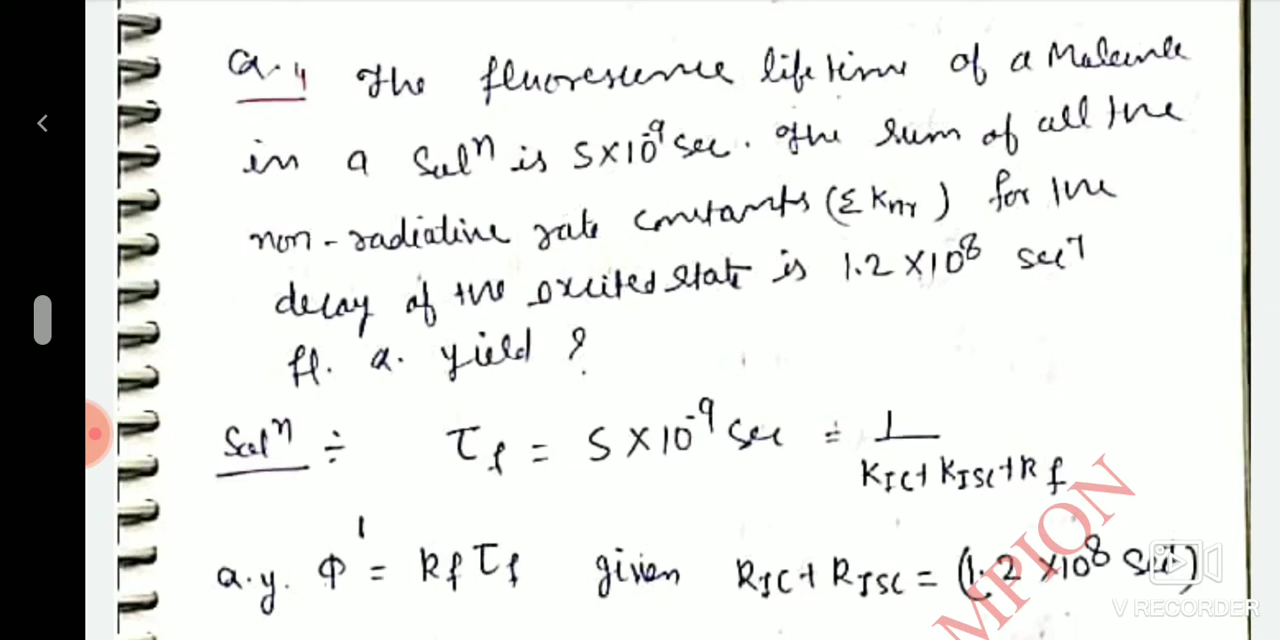 Q.4 The fluorescence life time of a Molecule
in a Solⁿ is 5×10⁻⁹ sec. The sum of all the
non-radiative rate constants (Σ Knr) for the
decay of the excited state is 1.2 ×10⁸ sec⁻¹
fl. Q. yield ?
Solⁿ ÷ τf = 5 ×10⁻⁹ sec = 1 / KIC + KISC + Kf
Q.y. Φ = Kf τf given KIC + KISC = (1.2 ×10⁸ sec⁻¹)
MPION
V RECORDER